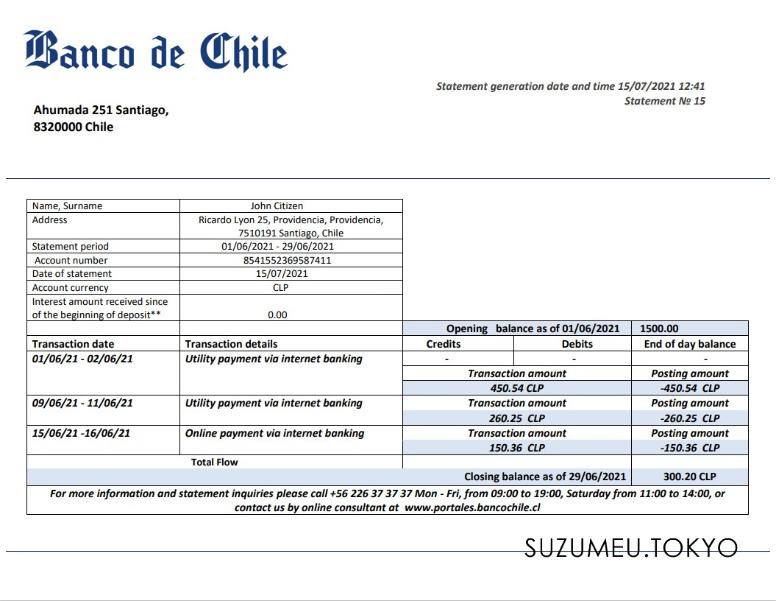 Banco de Chile
Statement generation date and time 15/07/2021 12:41
Statement № 15
Ahumada 251 Santiago,
8320000 Chile
Name, Surname John Citizen
Address Ricardo Lyon 25, Providencia, Providencia,
7510191 Santiago, Chile
Statement period 01/06/2021 - 29/06/2021
Account number 8541552369587411
Date of statement 15/07/2021
Account currency CLP
Interest amount received since
of the beginning of deposit** 0.00
Opening balance as of 01/06/2021 1500.00
Transaction date Transaction details Credits Debits End of day balance
01/06/21 - 02/06/21 Utility payment via internet banking - - -
Transaction amount Posting amount
450.54 CLP -450.54 CLP
09/06/21 - 11/06/21 Utility payment via internet banking Transaction amount Posting amount
260.25 CLP -260.25 CLP
15/06/21 -16/06/21 Online payment via internet banking Transaction amount Posting amount
150.36 CLP -150.36 CLP
Total Flow
Closing balance as of 29/06/2021 300.20 CLP
For more information and statement inquiries please call +56 226 37 37 37 Mon - Fri, from 09:00 to 19:00, Saturday from 11:00 to 14:00, or
contact us by online consultant at www.portales.bancochile.cl
SUZUMEU.TOKYO